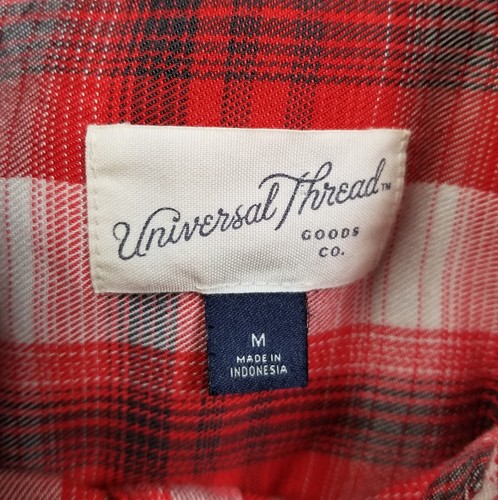 Universal Thread™
GOODS
CO.
M
MADE IN
INDONESIA